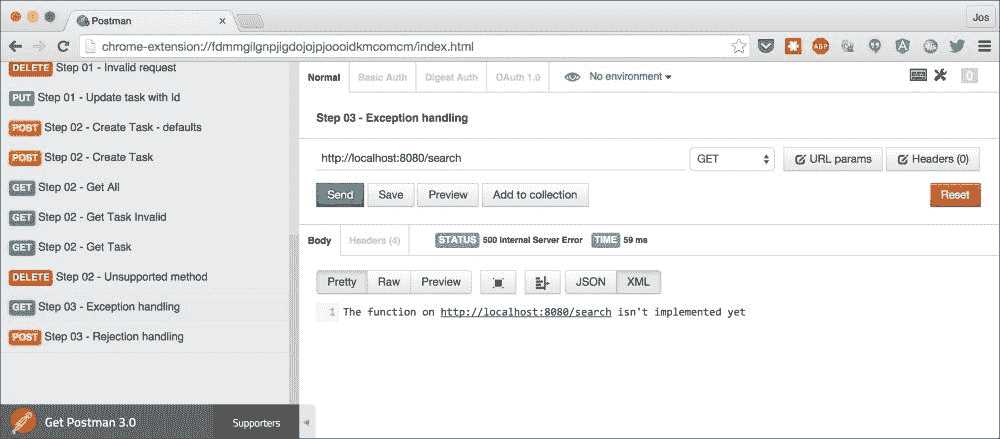 Postman
Jos
chrome-extension://fdmmgilgnpjigdojojpjoooidkmcomcm/index.html
ABP
DELETE Step 01 - Invalid request
PUT Step 01 - Update task with Id
POST Step 02 - Create Task - defaults
POST Step 02 - Create Task
GET Step 02 - Get All
GET Step 02 - Get Task Invalid
GET Step 02 - Get Task
DELETE Step 02 - Unsupported method
GET Step 03 - Exception handling
POST Step 03 - Rejection handling
Get Postman 3.0
Supporters
Normal Basic Auth Digest Auth OAuth 1.0 No environment
0
Step 03 - Exception handling
http://localhost:8080/search GET URL params Headers (0)
Send Save Preview Add to collection Reset
Body Headers (4) STATUS 500 Internal Server Error TIME 59 ms
Pretty Raw Preview JSON XML
1 The function on http://localhost:8080/search isn't implemented yet